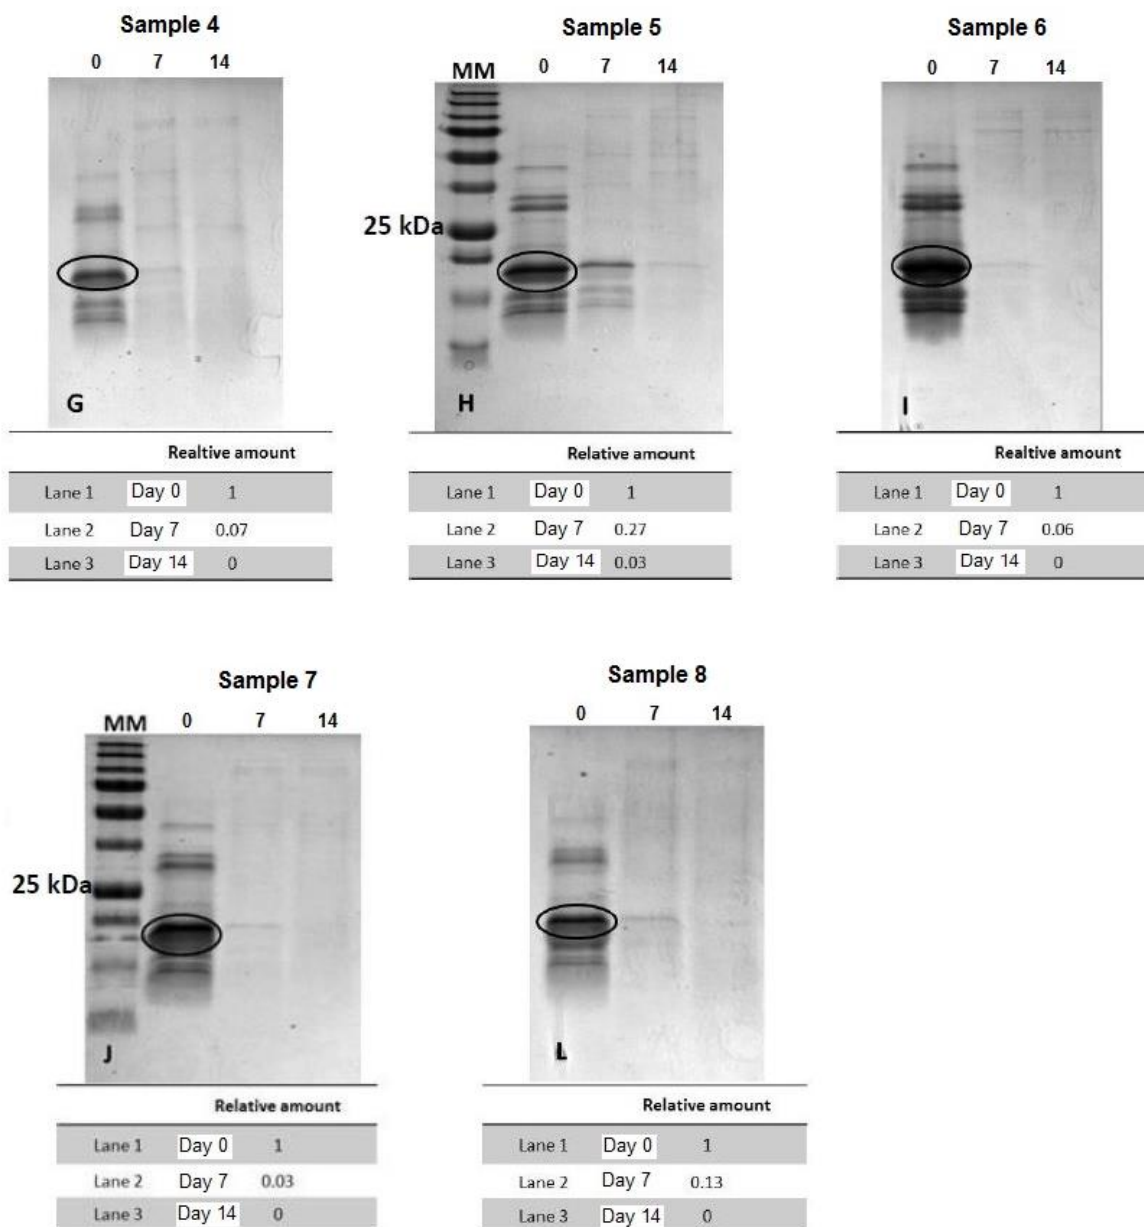 Sample 4
0 7 14
G
Realtive amount
Lane 1 Day 0 1
Lane 2 Day 7 0.07
Lane 3 Day 14 0
Sample 5
MM 0 7 14
25 kDa
H
Relative amount
Lane 1 Day 0 1
Lane 2 Day 7 0.27
Lane 3 Day 14 0.03
Sample 6
0 7 14
I
Realtive amount
Lane 1 Day 0 1
Lane 2 Day 7 0.06
Lane 3 Day 14 0
Sample 7
MM 0 7 14
25 kDa
J
Relative amount
Lane 1 Day 0 1
Lane 2 Day 7 0.03
Lane 3 Day 14 0
Sample 8
0 7 14
L
Relative amount
Lane 1 Day 0 1
Lane 2 Day 7 0.13
Lane 3 Day 14 0